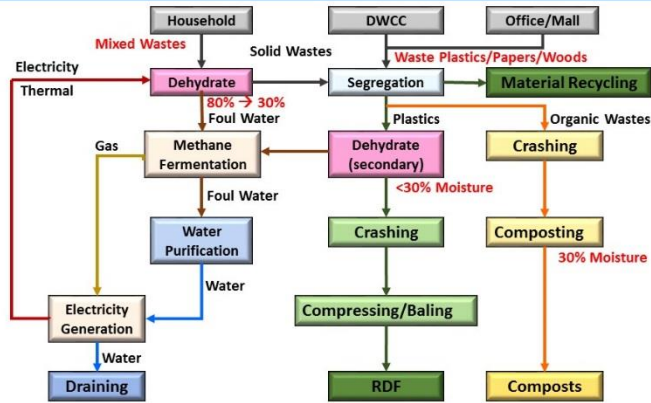 Household
DWCC
Office/Mall
Mixed Wastes
Solid Wastes
Waste Plastics/Papers/Woods
Electricity
Thermal
Dehydrate
Segregation
Material Recycling
80% → 30%
Foul Water
Plastics
Organic Wastes
Gas
Methane
Fermentation
Dehydrate
(secondary)
Crashing
<30% Moisture
Foul Water
Water
Purification
Crashing
Composting
30% Moisture
Water
Electricity
Generation
Compressing/Baling
Water
Draining
RDF
Composts